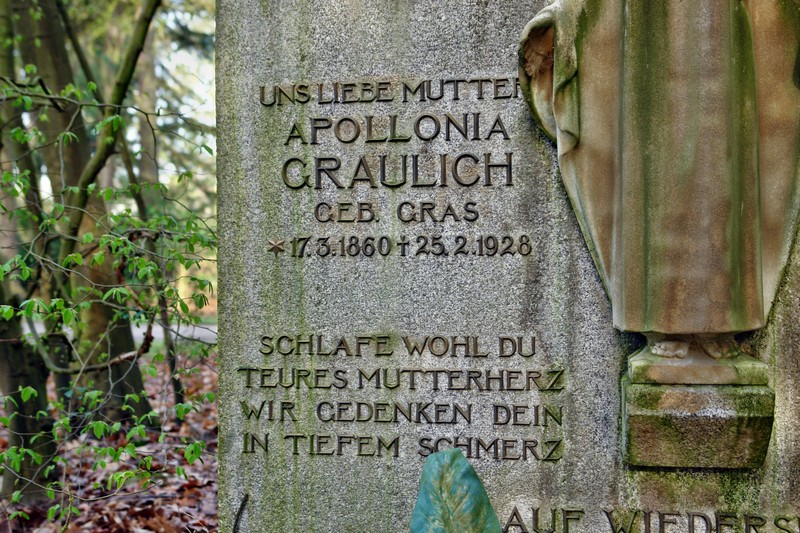 UNS LIEBE MUTTER
APOLLONIA
GRAULICH
GEB. GRAS
* 17.3.1860 † 25.2.1928
SCHLAFE WOHL DU
TEURES MUTTERHERZ
WIR GEDENKEN DEIN
IN TIEFEM SCHMERZ
AUF WIEDERS